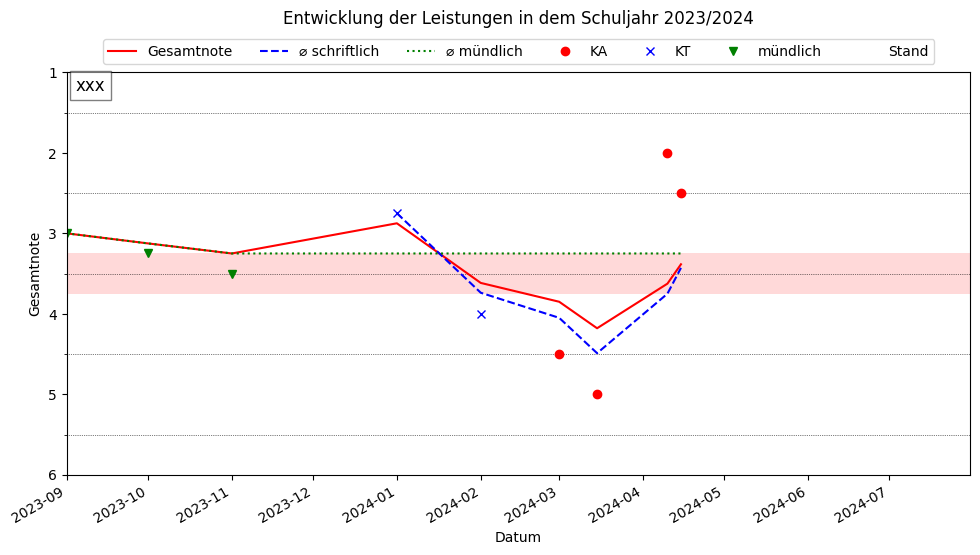 Entwicklung der Leistungen in dem Schuljahr 2023/2024
Gesamtnote ⌀ schriftlich ⌀ mündlich KA KT mündlich Stand
xxx
1
2
3
4
5
6
Gesamtnote
2023-09 2023-10 2023-11 2023-12 2024-01 2024-02 2024-03 2024-04 2024-05 2024-06 2024-07
Datum